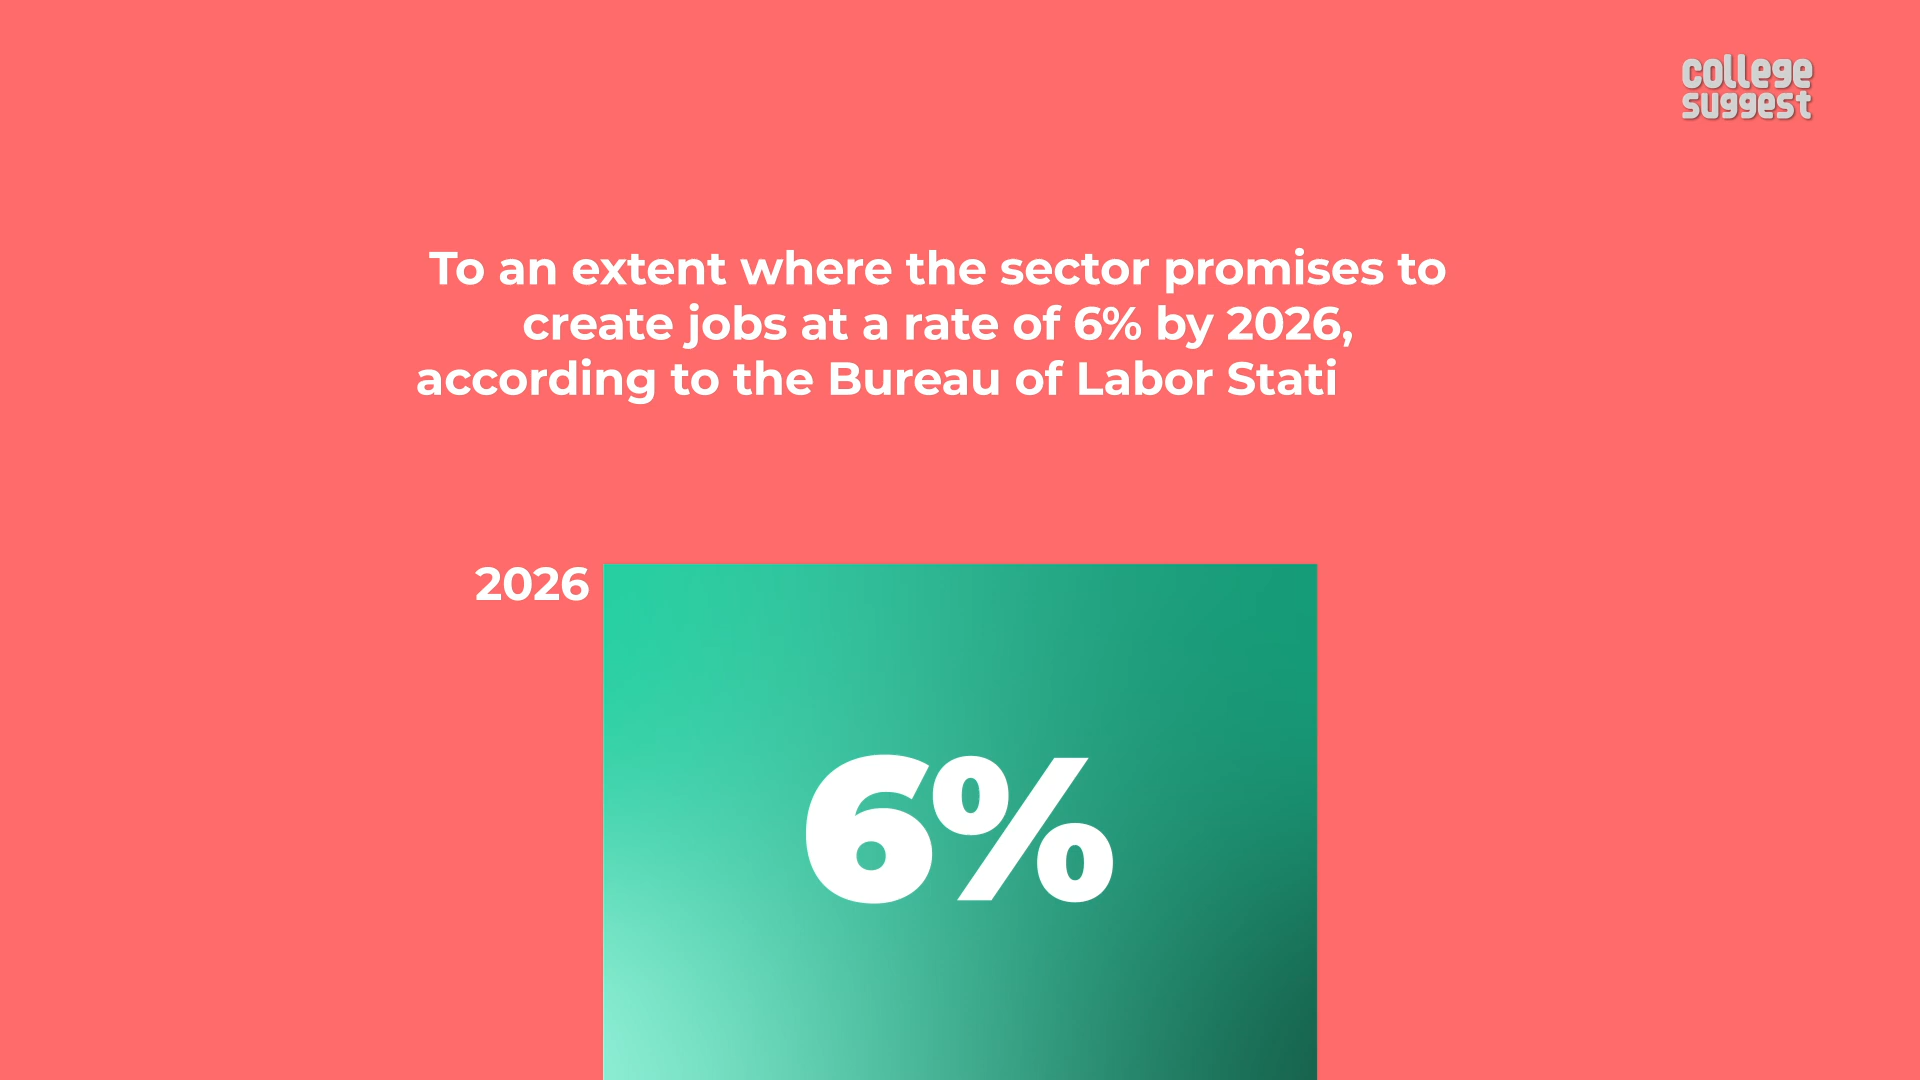 college
suggest
To an extent where the sector promises to
create jobs at a rate of 6% by 2026,
according to the Bureau of Labor Stati
2026
6%